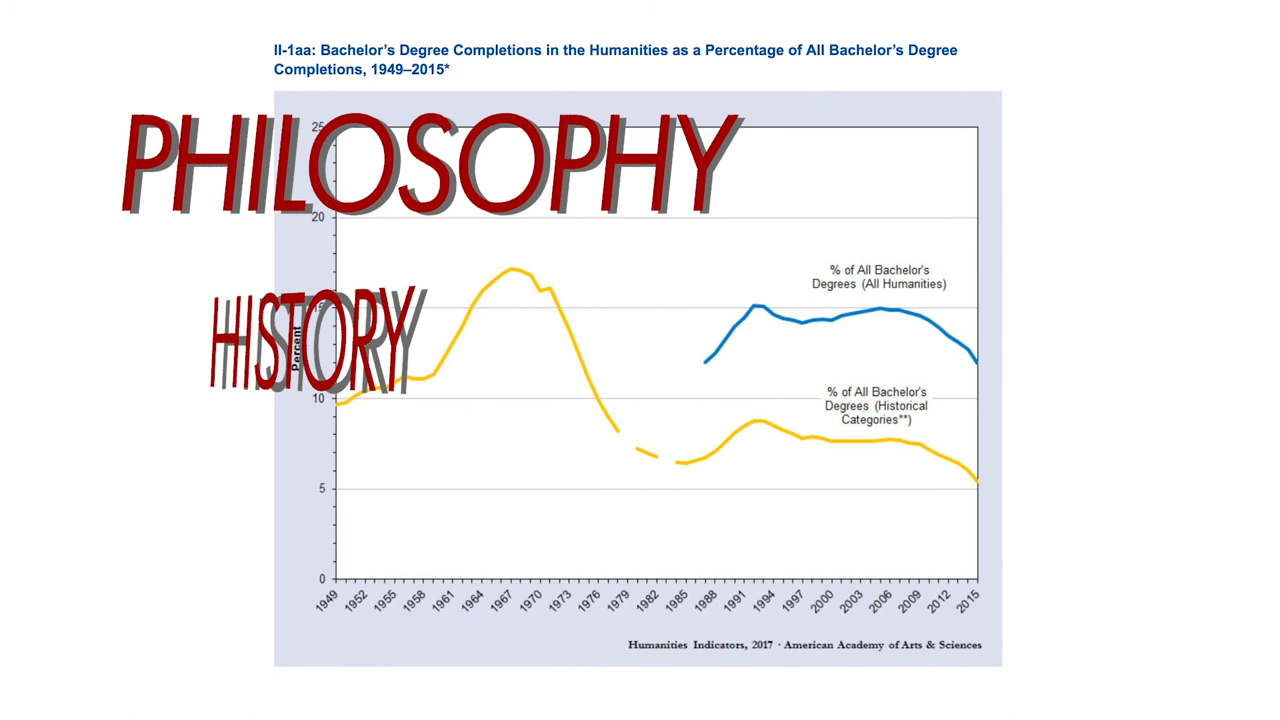 II-1aa: Bachelor's Degree Completions in the Humanities as a Percentage of All Bachelor's Degree
Completions, 1949–2015*
PHILOSOPHY
HISTORY
25
20
15
10
5
0
Percent
% of All Bachelor's
Degrees (All Humanities)
% of All Bachelor's
Degrees (Historical
Categories**)
1949 1952 1955 1958 1961 1964 1967 1970 1973 1976 1979 1982 1985 1988 1991 1994 1997 2000 2003 2006 2009 2012 2015
Humanities Indicators, 2017 · American Academy of Arts & Sciences